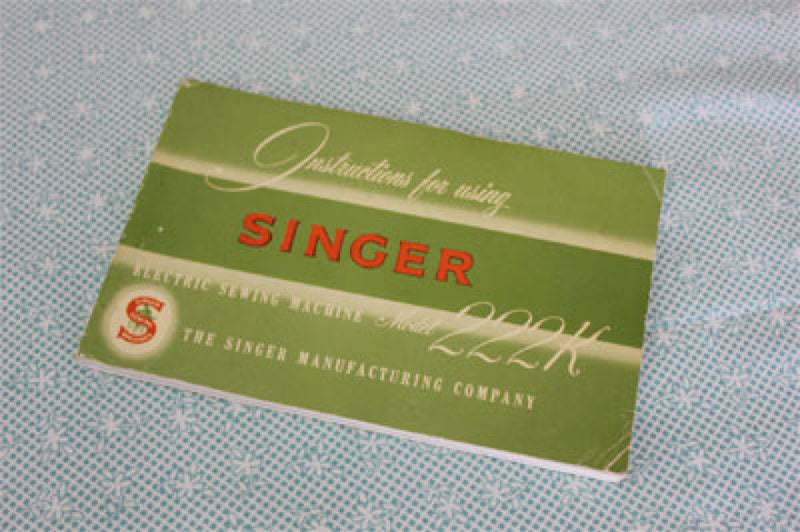 Instructions for using
SINGER
ELECTRIC SEWING MACHINE Model 222K
THE SINGER MANUFACTURING COMPANY
S